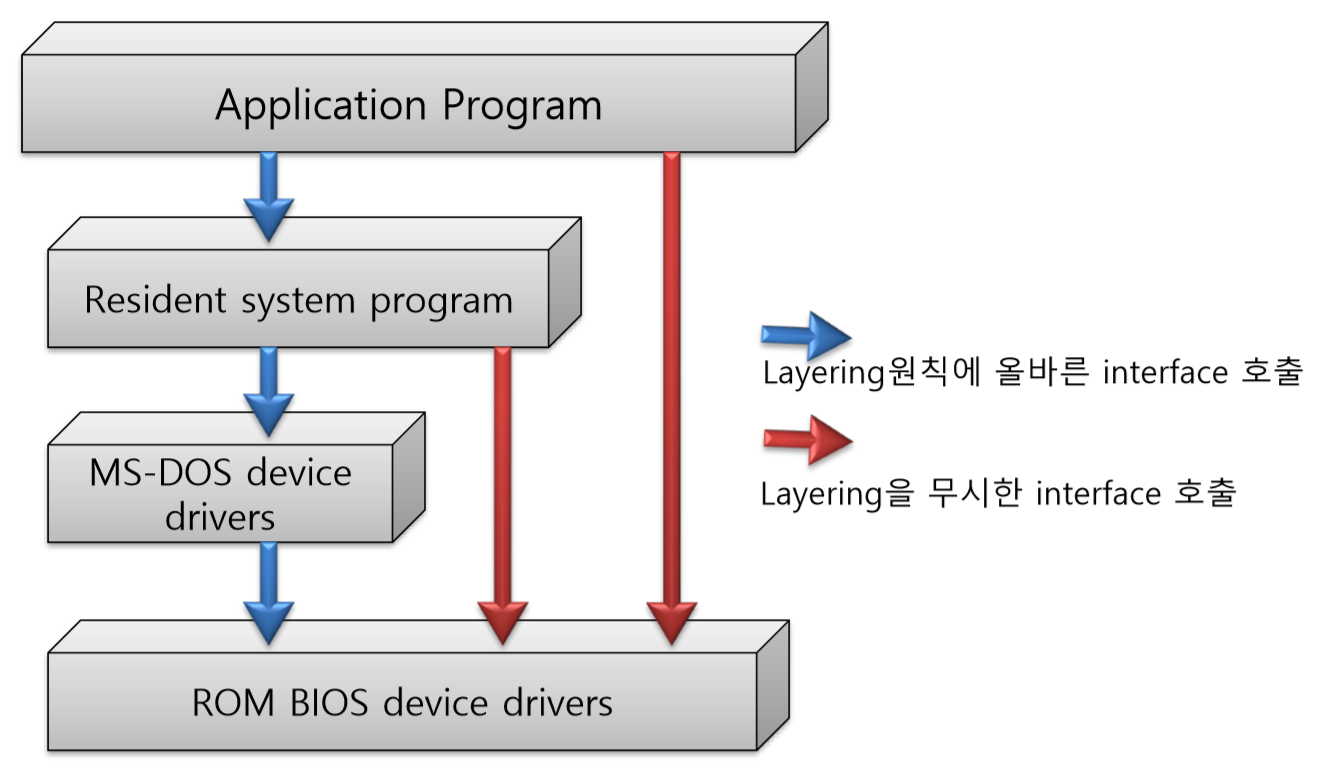 Application Program
Resident system program
MS-DOS device
drivers
ROM BIOS device drivers
Layering원칙에 올바른 interface 호출
Layering을 무시한 interface 호출